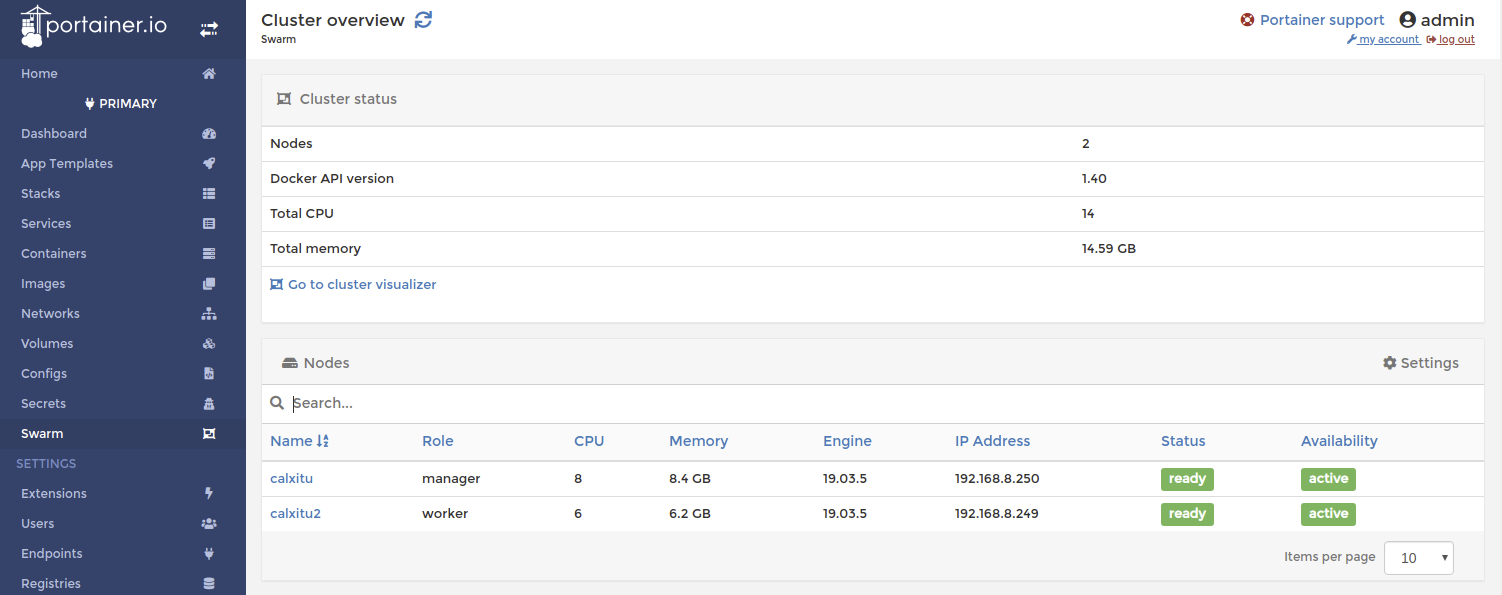 portainer.io
Home
PRIMARY
Dashboard
App Templates
Stacks
Services
Containers
Images
Networks
Volumes
Configs
Secrets
Swarm
SETTINGS
Extensions
Users
Endpoints
Registries
Cluster overview
Swarm
Portainer support admin
my account log out
Cluster status
Nodes 2
Docker API version 1.40
Total CPU 14
Total memory 14.59 GB
Go to cluster visualizer
Nodes Settings
Search...
Name Role CPU Memory Engine IP Address Status Availability
calxitu manager 8 8.4 GB 19.03.5 192.168.8.250 ready active
calxitu2 worker 6 6.2 GB 19.03.5 192.168.8.249 ready active
Items per page 10